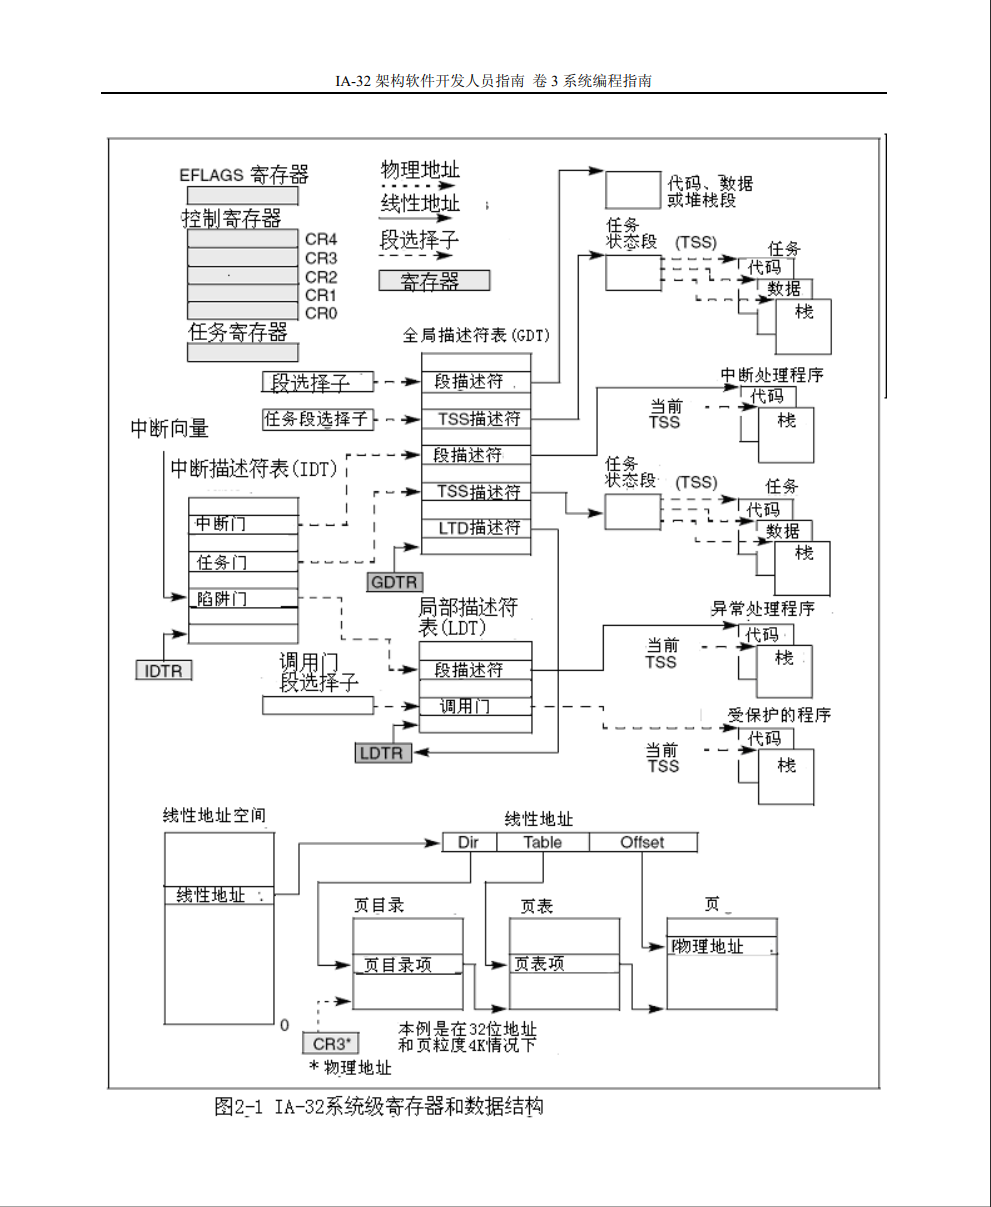 IA-32 架构软件开发人员指南 卷 3 系统编程指南
EFLAGS 寄存器
控制寄存器
CR4
CR3
CR2
CR1
CR0
任务寄存器
物理地址
线性地址
段选择子
寄存器
代码、数据
或堆栈段
任务
状态段
(TSS)
任务
代码
数据
栈
全局描述符表(GDT)
段选择子
段描述符
任务段选择子
TSS描述符
段描述符
TSS描述符
LTD描述符
GDTR
中断处理程序
代码
栈
当前
TSS
中断向量
中断描述符表(IDT)
中断门
任务门
陷阱门
IDTR
任务
状态段
(TSS)
任务
代码
数据
栈
局部描述符
表(LDT)
段描述符
调用门
LDTR
调用门
段选择子
异常处理程序
代码
栈
当前
TSS
受保护的程序
代码
栈
当前
TSS
线性地址空间
线性地址
0
线性地址
Dir Table Offset
页目录
页目录项
页表
页表项
页
物理地址
CR3*
* 物理地址
本例是在32位地址
和页粒度4K情况下
图2-1 IA-32系统级寄存器和数据结构